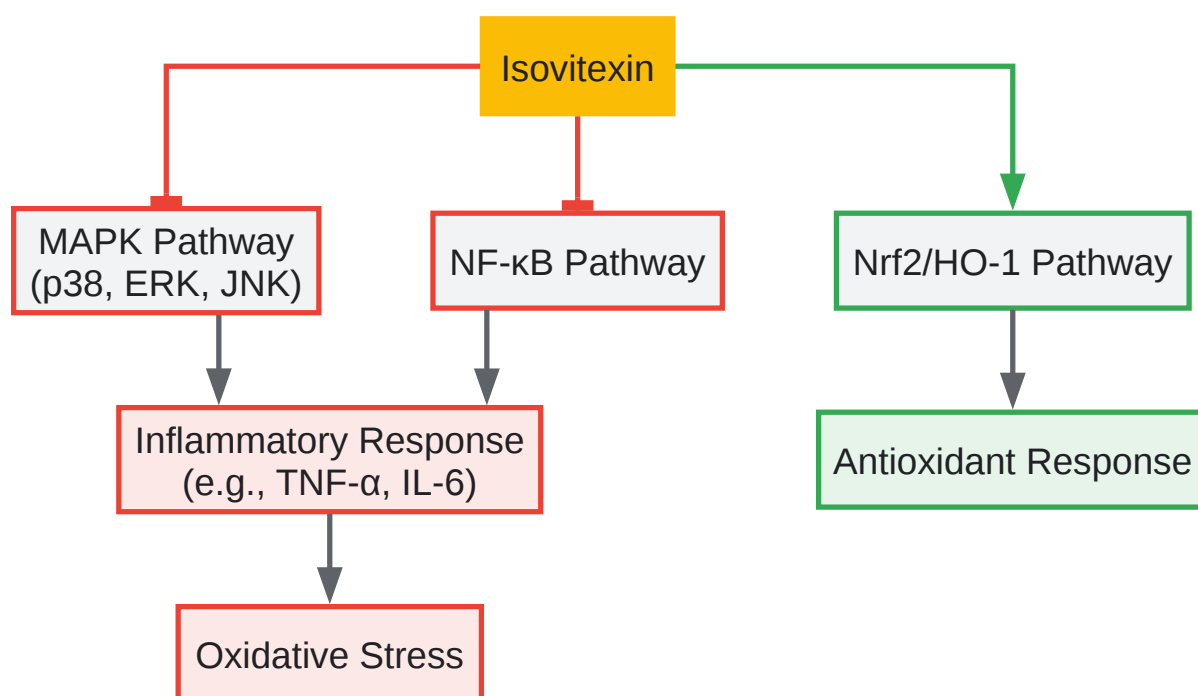 Isovitexin
MAPK Pathway
(p38, ERK, JNK)
NF-κB Pathway
Nrf2/HO-1 Pathway
Inflammatory Response
(e.g., TNF-α, IL-6)
Antioxidant Response
Oxidative Stress